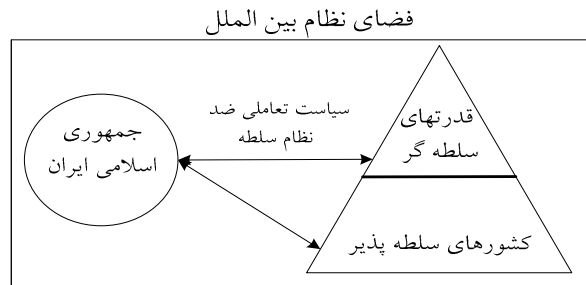 فضای نظام بین الملل
قدرتهای
سلطه گر
سیاست تعاملی ضد
نظام سلطه
جمهوری
اسلامی ایران
کشورهای سلطه پذیر